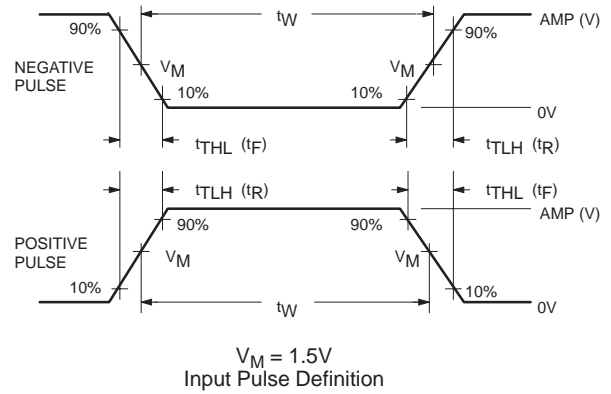 tW
AMP (V)
90%
90%
NEGATIVE
PULSE
VM
VM
10%
10%
0V
tTHL (tF)
tTLH (tR)
tTLH (tR)
tTHL (tF)
AMP (V)
90%
90%
POSITIVE
PULSE
VM
VM
10%
10%
tW
0V
VM = 1.5V
Input Pulse Definition